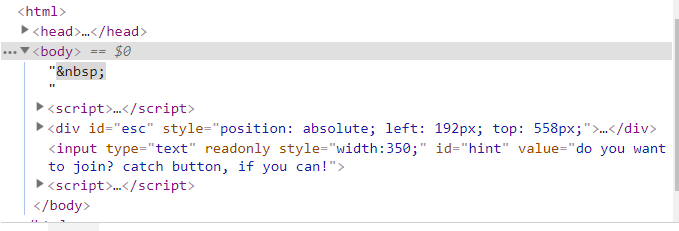 <html>
▶<head>…</head>
…▼<body> == $0
"&nbsp;
"
▶<script>…</script>
▶<div id="esc" style="position: absolute; left: 192px; top: 558px;">…</div>
<input type="text" readonly style="width:350;" id="hint" value="do you want
to join? catch button, if you can!">
▶<script>…</script>
</body>
</html>